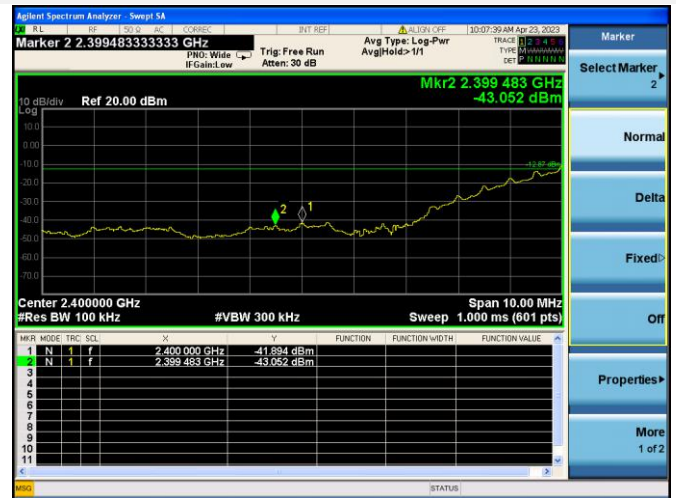 Agilent Spectrum Analyzer - Swept SA
RL RF 50 Ω AC CORREC INT REF ALIGN OFF 10:07:39 AM Apr 23, 2023
Marker 2 2.399483333333 GHz
PNO: Wide
IFGain:Low
Trig: Free Run
Atten: 30 dB
Avg Type: Log-Pwr
Avg|Hold>1/1
TRACE 1 2 3 4 5 6
TYPE
DET P N N N N N
Mkr2 2.399 483 GHz
-43.052 dBm
10 dB/div Ref 20.00 dBm
Log
10.0
0.00
-10.0
-20.0
-30.0
-40.0
-50.0
-60.0
-70.0
-12.87 dBm
2
1
Center 2.400000 GHz Span 10.00 MHz
#Res BW 100 kHz #VBW 300 kHz Sweep 1.000 ms (601 pts)
MKR MODE TRC SCL X Y FUNCTION FUNCTION WIDTH FUNCTION VALUE
1 N 1 f 2.400 000 GHz -41.894 dBm
2 N 1 f 2.399 483 GHz -43.052 dBm
3
4
5
6
7
8
9
10
11
MSG STATUS
Marker
Select Marker
2
Normal
Delta
Fixed
Off
Properties
More
1 of 2